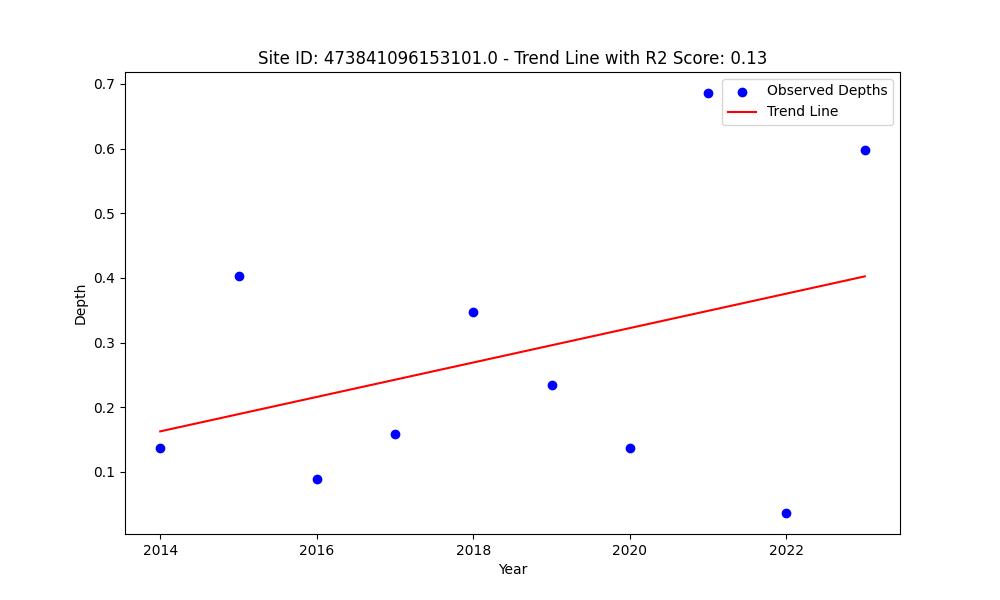 Site ID: 473841096153101.0 - Trend Line with R2 Score: 0.13
Observed Depths
Trend Line
Depth
0.7
0.6
0.5
0.4
0.3
0.2
0.1
2014
2016
2018
2020
2022
Year